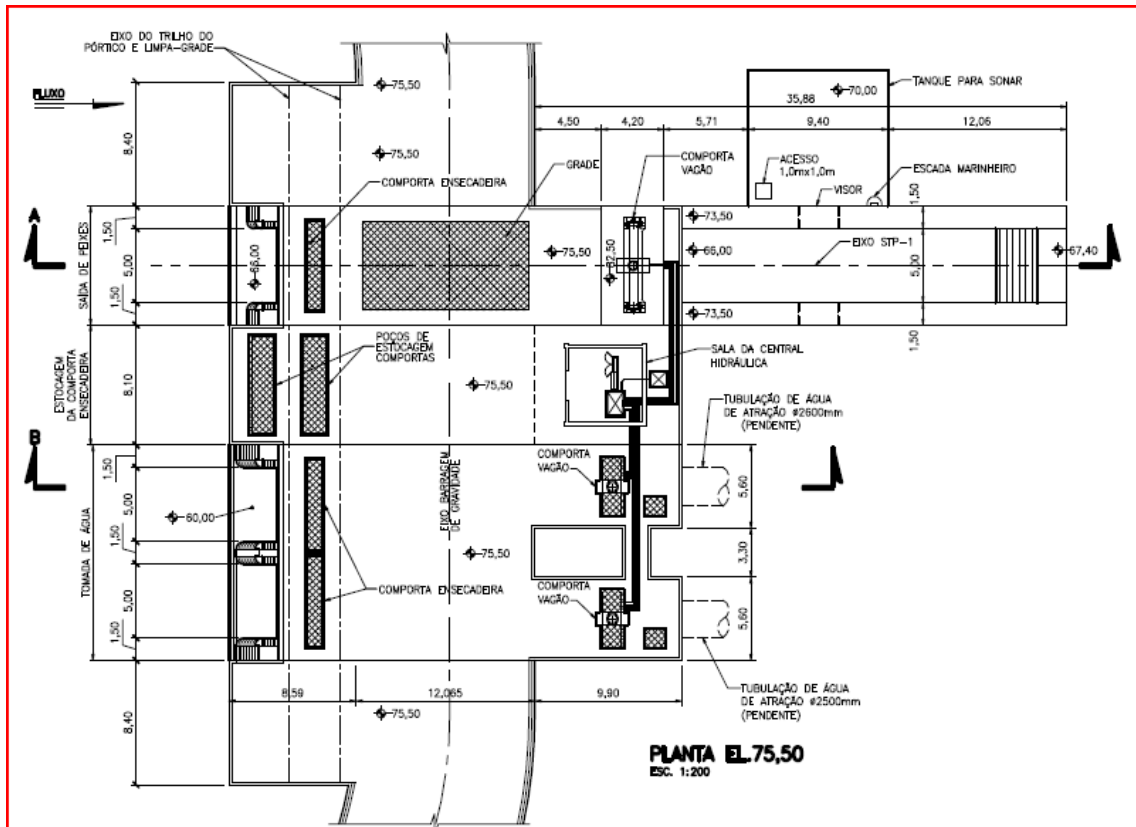 EIXO DO TRILHO DO
PÓRTICO E LIMPA-GRADE
FLUXO
75,50
70,00
TANQUE PARA SONAR
35,88
4,50
4,20
5,71
9,40
12,06
8,40
75,50
COMPORTA ENSECADEIRA
GRADE
COMPORTA
VAGÃO
ACESSO
1,0mx1,0m
ESCADA MARINHEIRO
VISOR
A
SAÍDA DE PEIXES
1,50
5,00
1,50
66,00
75,50
62,50
73,50
66,00
73,50
EIXO STP-1
1,50
5,00
1,50
67,40
ESTOCAGEM
DA COMPORTA
ENSECADEIRA
8,10
POÇOS DE
ESTOCAGEM
COMPORTAS
75,50
SALA DA CENTRAL
HIDRÁULICA
TUBULAÇÃO DE ÁGUA
DE ATRAÇÃO ø2600mm
(PENDENTE)
B
TOMADA DE ÁGUA
1,50
5,00
1,50
5,00
1,50
60,00
EIXO BARRAGEM
DE GRAVIDADE
75,50
COMPORTA
VAGÃO
COMPORTA ENSECADEIRA
COMPORTA
VAGÃO
5,60
3,30
5,60
8,59
12,065
9,90
TUBULAÇÃO DE ÁGUA
DE ATRAÇÃO ø2500mm
(PENDENTE)
8,40
75,50
PLANTA EL.75,50
ESC. 1:200